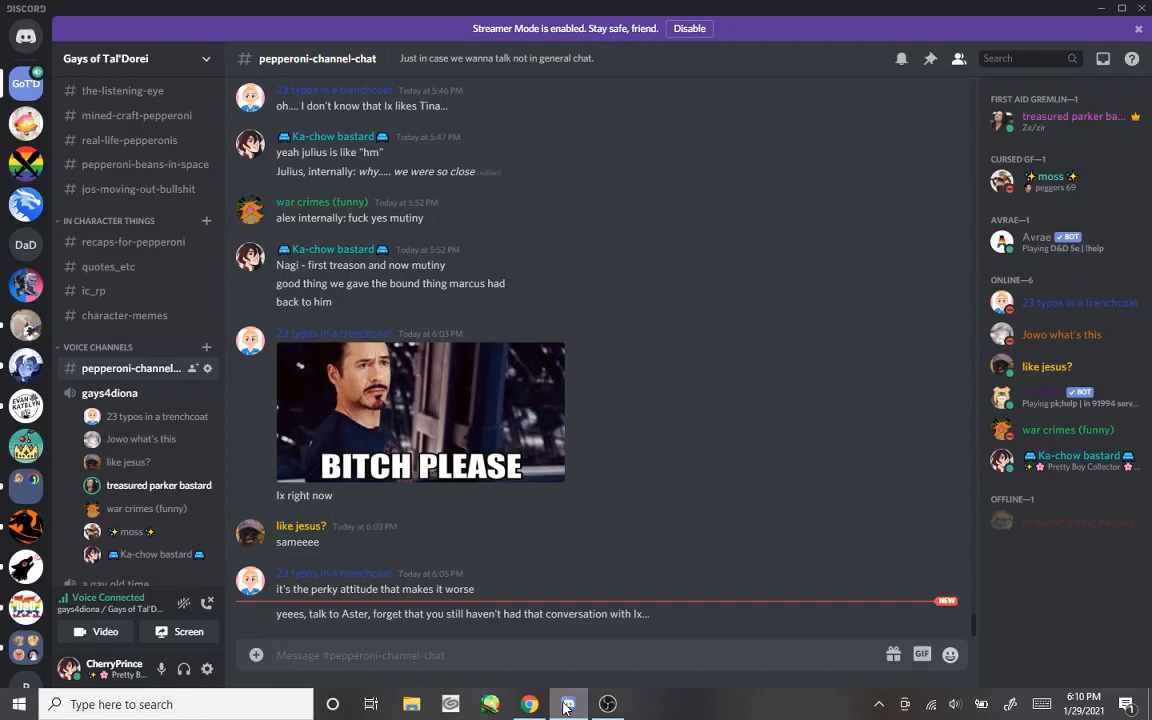 DISCORD
Streamer Mode is enabled. Stay safe, friend. Disable
GoT'D
DaD
EVAN KATELYN
Gays of Tal'Dorei
the-listening-eye
mined-craft-pepperoni
real-life-pepperonis
pepperoni-beans-in-space
jos-moving-out-bullshit
IN CHARACTER THINGS
recaps-for-pepperoni
quotes_etc
ic_rp
character-memes
VOICE CHANNELS
pepperoni-channel...
gays4diona
23 typos in a trenchcoat
Jowo what's this
like jesus?
treasured parker bastard
war crimes (funny)
✨moss✨
Ka-chow bastard
a gay old time
Voice Connected
gays4diona / Gays of Tal'D...
Video Screen
CherryPrince
Pretty B...
# pepperoni-channel-chat Just in case we wanna talk not in general chat.
Search
23 typos in a trenchcoat Today at 5:46 PM
oh.... I don't know that Ix likes Tina...
Ka-chow bastard Today at 5:47 PM
yeah julius is like "hm"
Julius, internally: why..... we were so close (edited)
war crimes (funny) Today at 5:52 PM
alex internally: fuck yes mutiny
Ka-chow bastard Today at 5:52 PM
Nagi - first treason and now mutiny
good thing we gave the bound thing marcus had
back to him
23 typos in a trenchcoat Today at 6:03 PM
BITCH PLEASE
Ix right now
like jesus? Today at 6:03 PM
sameeee
23 typos in a trenchcoat Today at 6:05 PM
it's the perky attitude that makes it worse
NEW
yeees, talk to Aster, forget that you still haven't had that conversation with Ix...
Message #pepperoni-channel-chat
GIF
FIRST AID GREMLIN—1
treasured parker ba...
Ze/zir
CURSED GF—1
✨moss✨
peggers 69
AVRAE—1
Avrae BOT
Playing D&D 5e | !help
ONLINE—6
23 typos in a trenchcoat
Jowo what's this
like jesus?
BOT
Playing pk;help | in 91994 serv...
war crimes (funny)
Ka-chow bastard
Pretty Boy Collector
OFFLINE—1
Type here to search
6:10 PM
1/29/2021
1